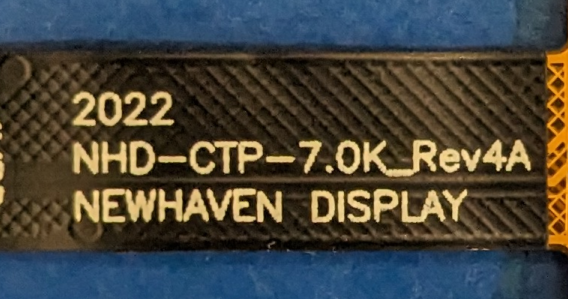 2022
NHD-CTP-7.0K_Rev4A
NEWHAVEN DISPLAY